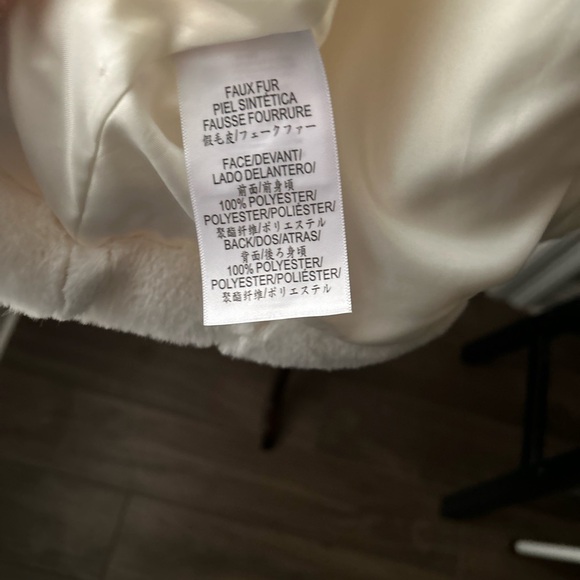 FAUX FUR
PIEL SINTÉTICA
FAUSSE FOURRURE
假毛皮/フェークファー
FACE/DEVANT/
LADO DELANTERO/
前面/前身頃
100% POLYESTER/
POLYESTER/POLIÉSTER/
聚酯纤维/ポリエステル
BACK/DOS/ATRAS/
背面/後ろ身頃
100% POLYESTER/
POLYESTER/POLIÉSTER/
聚酯纤维/ポリエステル